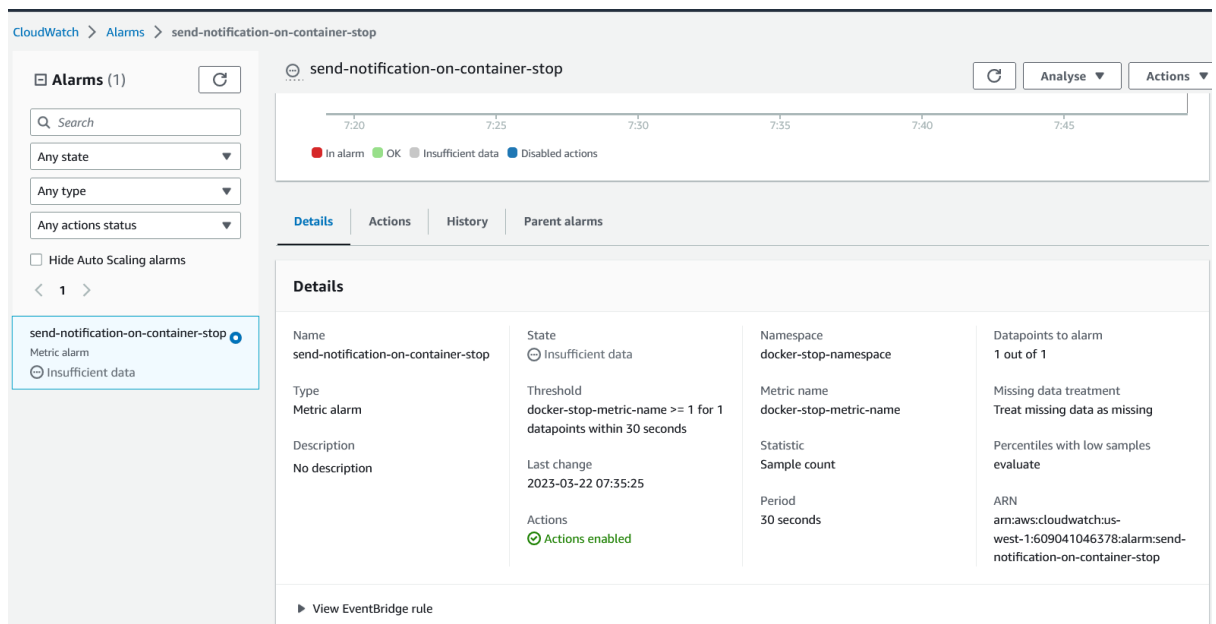 CloudWatch > Alarms > send-notification-on-container-stop
Alarms (1)
Search
Any state
Any type
Any actions status
Hide Auto Scaling alarms
< 1 >
send-notification-on-container-stop
Metric alarm
Insufficient data
send-notification-on-container-stop
Analyse
Actions
7:20 7:25 7:30 7:35 7:40 7:45
In alarm OK Insufficient data Disabled actions
Details Actions History Parent alarms
Details
Name
send-notification-on-container-stop
Type
Metric alarm
Description
No description
State
Insufficient data
Threshold
docker-stop-metric-name >= 1 for 1
datapoints within 30 seconds
Last change
2023-03-22 07:35:25
Actions
Actions enabled
Namespace
docker-stop-namespace
Metric name
docker-stop-metric-name
Statistic
Sample count
Period
30 seconds
Datapoints to alarm
1 out of 1
Missing data treatment
Treat missing data as missing
Percentiles with low samples
evaluate
ARN
arn:aws:cloudwatch:us-
west-1:609041046378:alarm:send-
notification-on-container-stop
View EventBridge rule